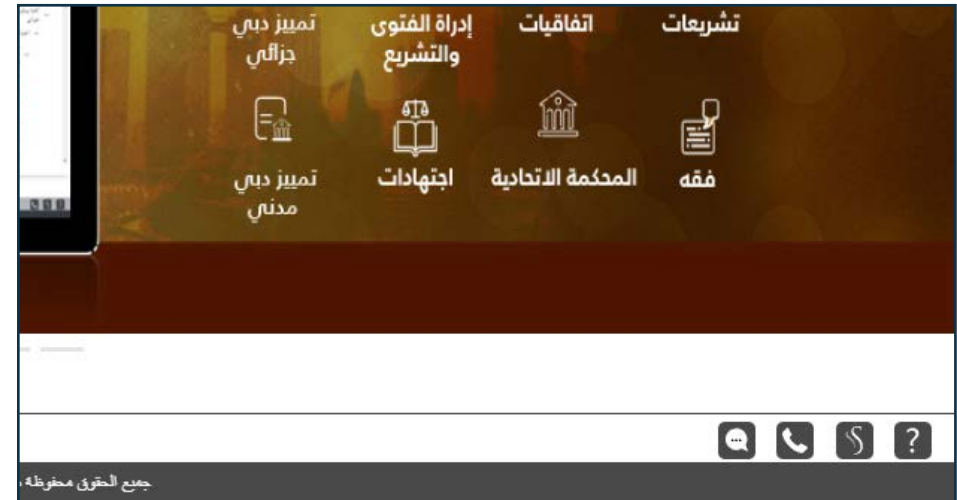 تشريعات
اتفاقيات
إدراة الفتوى
والتشريع
تمييز دبي
جزائي
فقه
المحكمة الاتحادية
اجتهادات
تمييز دبي
مدني
?
جميع الحقوق محفوظة